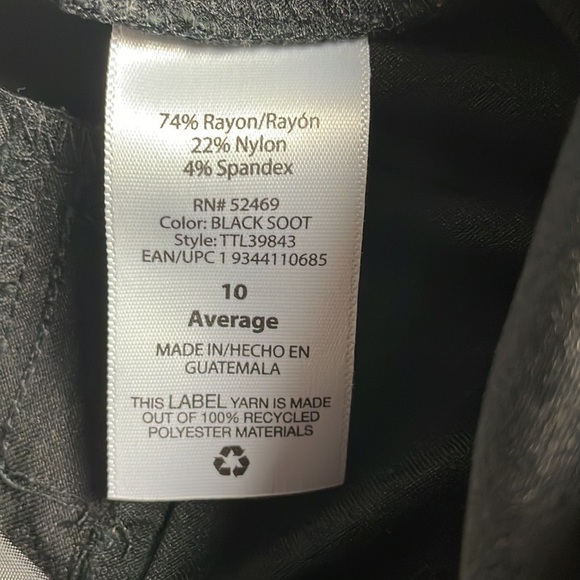 74% Rayon/Rayón
22% Nylon
4% Spandex
RN# 52469
Color: BLACK SOOT
Style: TTL39843
EAN/UPC 1 9344110685
10
Average
MADE IN/HECHO EN
GUATEMALA
THIS LABEL YARN IS MADE
OUT OF 100% RECYCLED
POLYESTER MATERIALS